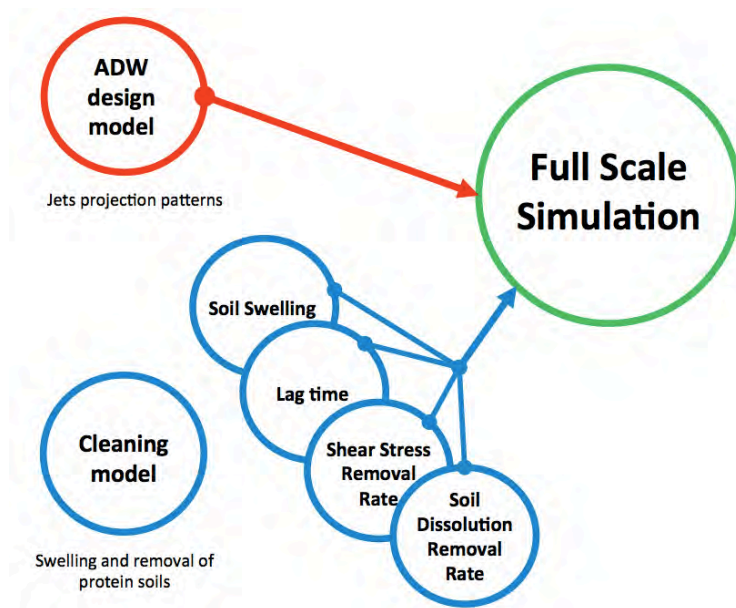 ADW
design
model
Jets projection patterns
Full Scale
Simulation
Soil Swelling
Lag time
Shear Stress
Removal
Rate
Soil
Dissolution
Removal
Rate
Cleaning
model
Swelling and removal of
protein soils